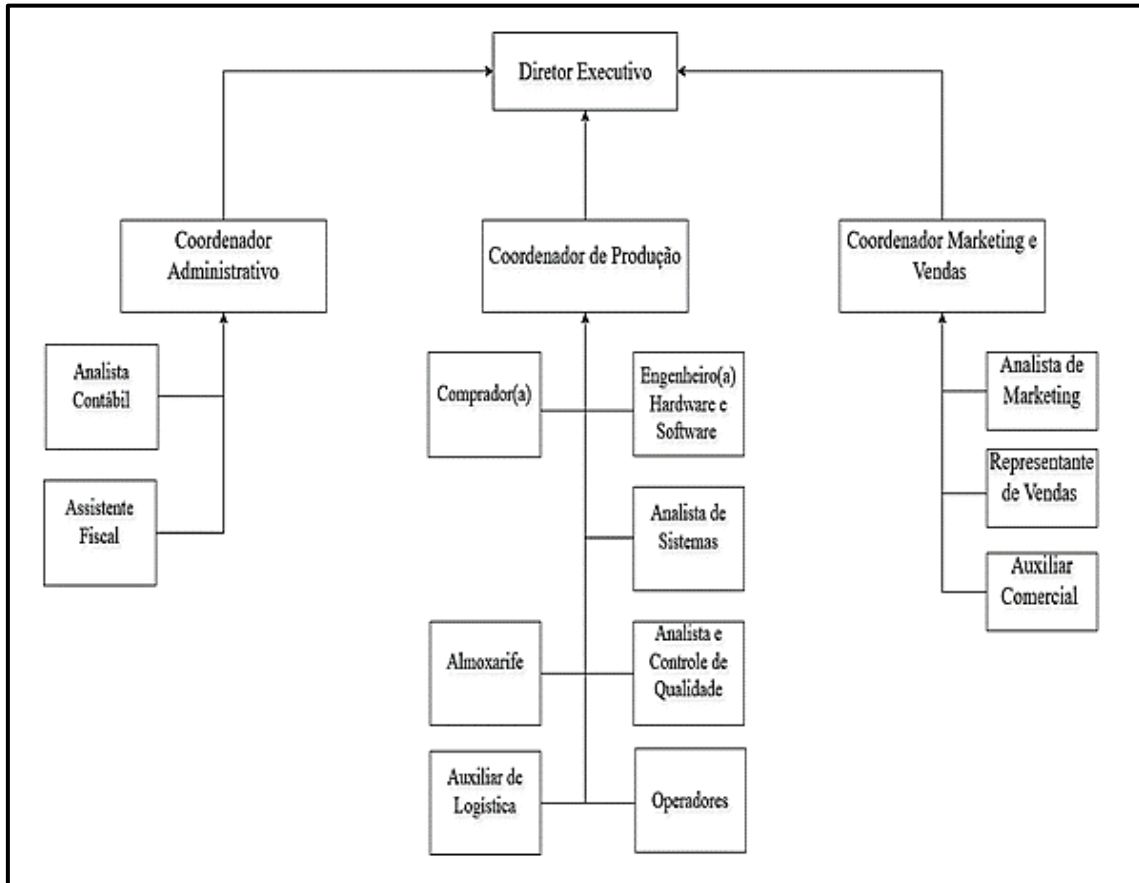 Diretor Executivo
Coordenador
Administrativo
Coordenador de Produção
Coordenador Marketing e
Vendas
Analista
Contábil
Assistente
Fiscal
Comprador(a)
Engenheiro(a)
Hardware e
Software
Analista de
Sistemas
Almoxarife
Analista e
Controle de
Qualidade
Auxiliar de
Logística
Operadores
Analista de
Marketing
Representante
de Vendas
Auxiliar
Comercial